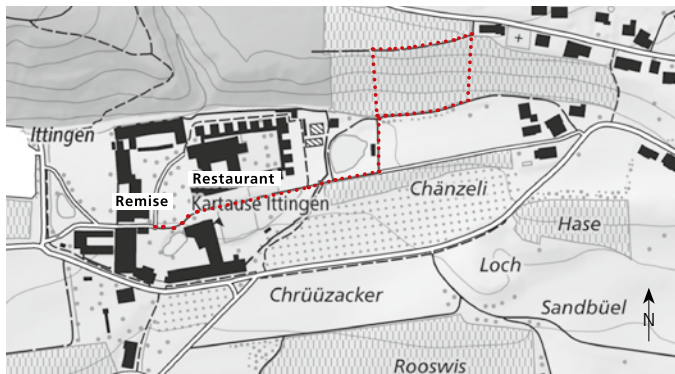 Ittingen
Restaurant
Remise
Kartause Ittingen
Chänzeli
Hase
Loch
Chrüüzacker
Sandbüel
N
Rooswis